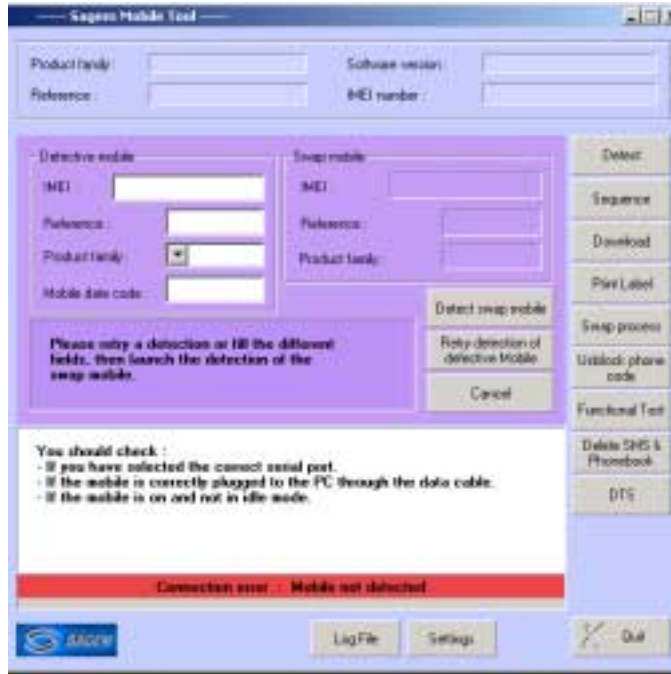 Sagem Mobile Tool
Product family :
Software version :
Reference :
IMEI number :
Defective mobile
Swap mobile
IMEI :
IMEI :
Reference :
Reference :
Product family :
Product family :
Mobile date code :
Please retry a detection or fill the different
fields, then launch the detection of the
swap mobile.
Detect swap mobile
Retry detection of
defective Mobile
Cancel
Detect
Sequence
Download
Print Label
Swap process
Unblock phone
code
Functional Test
Delete SMS &
Phonebook
DTS
You should check :
- If you have selected the correct serial port.
- If the mobile is correctly plugged to the PC through the data cable.
- If the mobile is on and not in idle mode.
Connection error : Mobile not detected
SAGEM
Log File
Settings
Quit